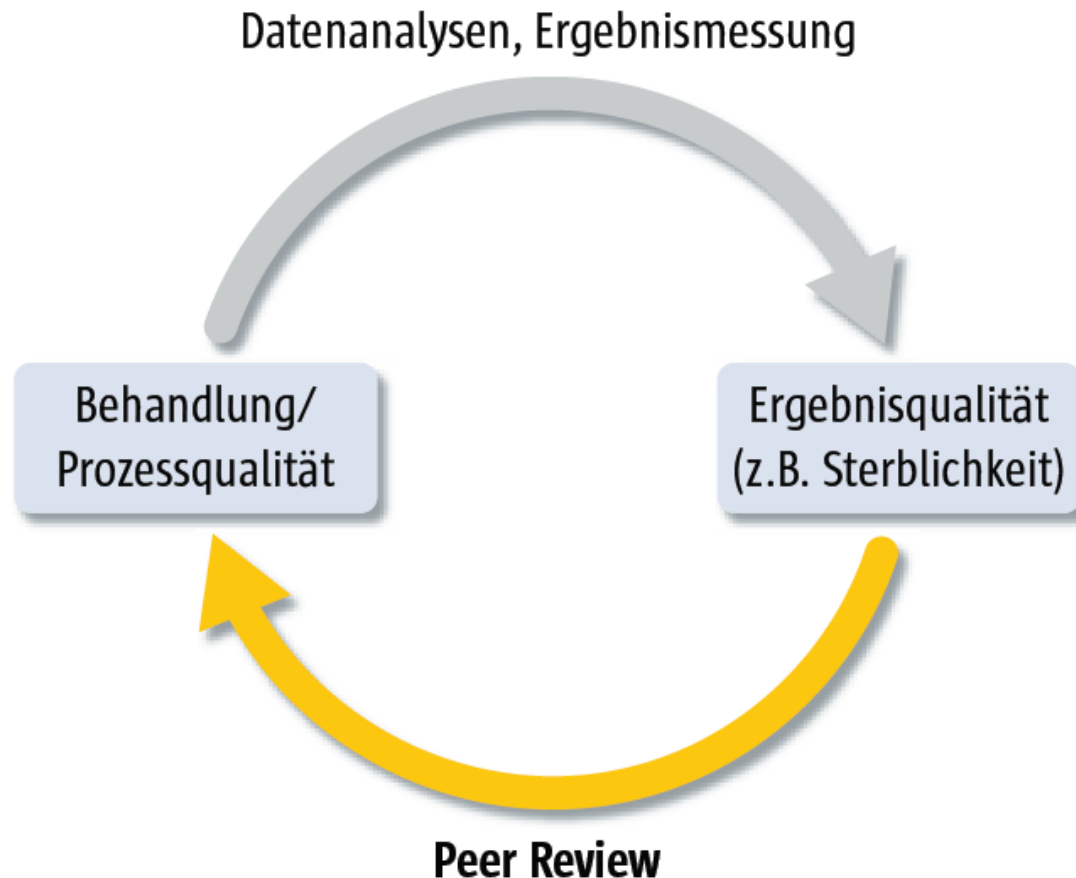 Datenanalysen, Ergebnismessung
Behandlung/
Prozessqualität
Ergebnisqualität
(z.B. Sterblichkeit)
Peer Review